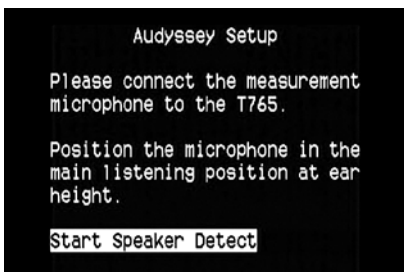 Audyssey Setup
Please connect the measurement
microphone to the T765.
Position the microphone in the
main listening position at ear
height.
Start Speaker Detect